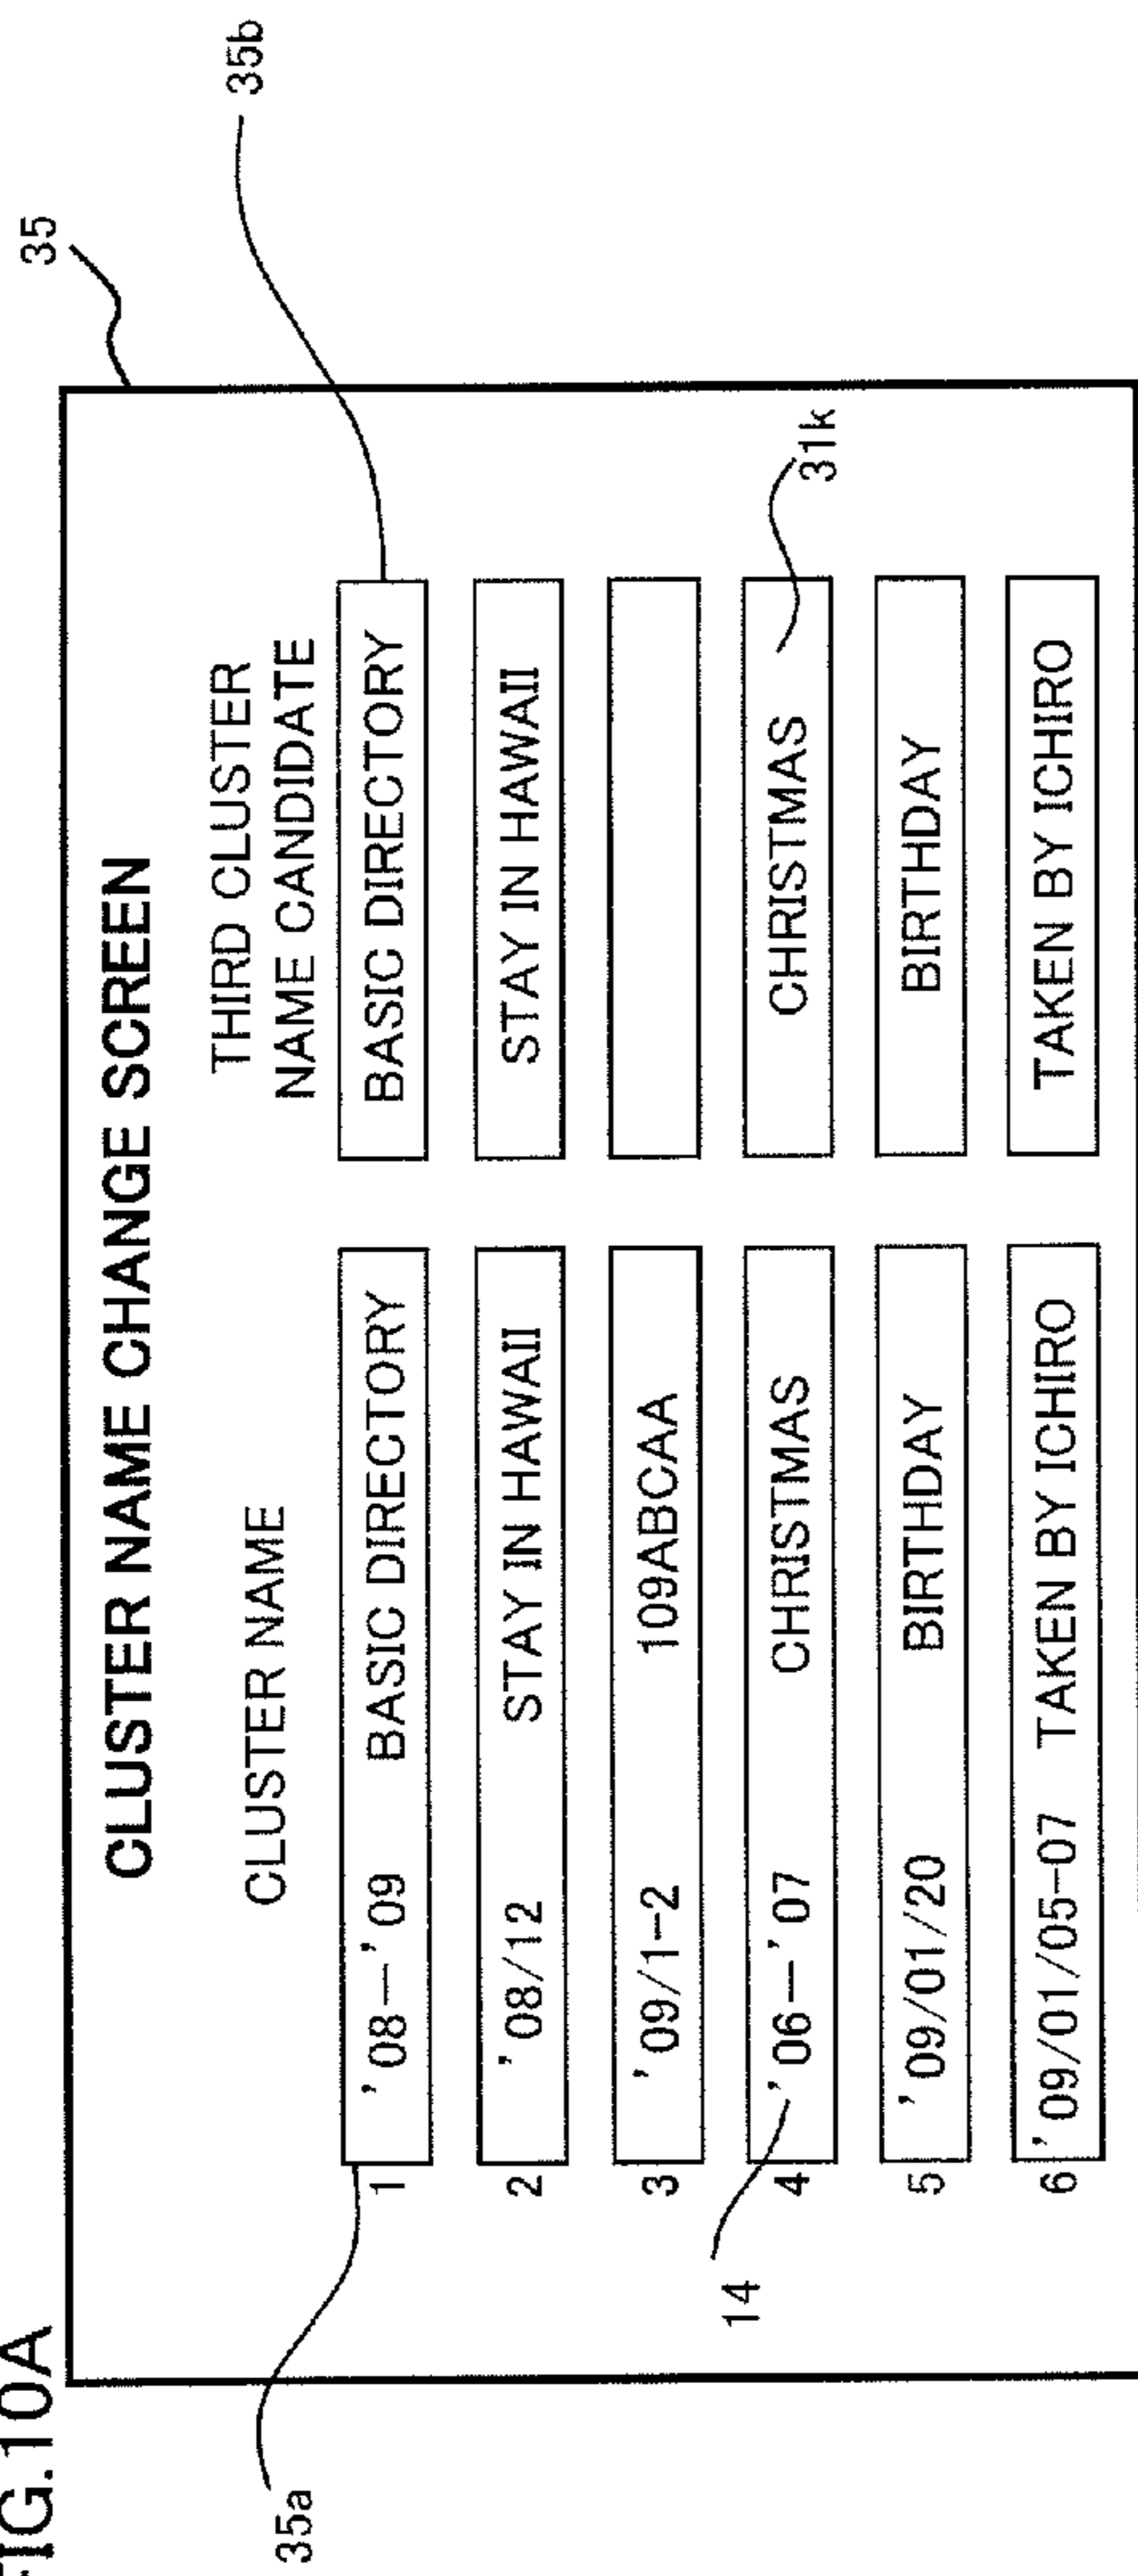 FIG.10A
35
35b
CLUSTER NAME CHANGE SCREEN
CLUSTER NAME
THIRD CLUSTER
NAME CANDIDATE
35a
1 '08—'09 BASIC DIRECTORY BASIC DIRECTORY
2 '08/12 STAY IN HAWAII STAY IN HAWAII
3 '09/1-2 109ABCAA
4 '06—'07 CHRISTMAS CHRISTMAS
14
31k
5 '09/01/20 BIRTHDAY BIRTHDAY
6 '09/01/05-07 TAKEN BY ICHIRO TAKEN BY ICHIRO